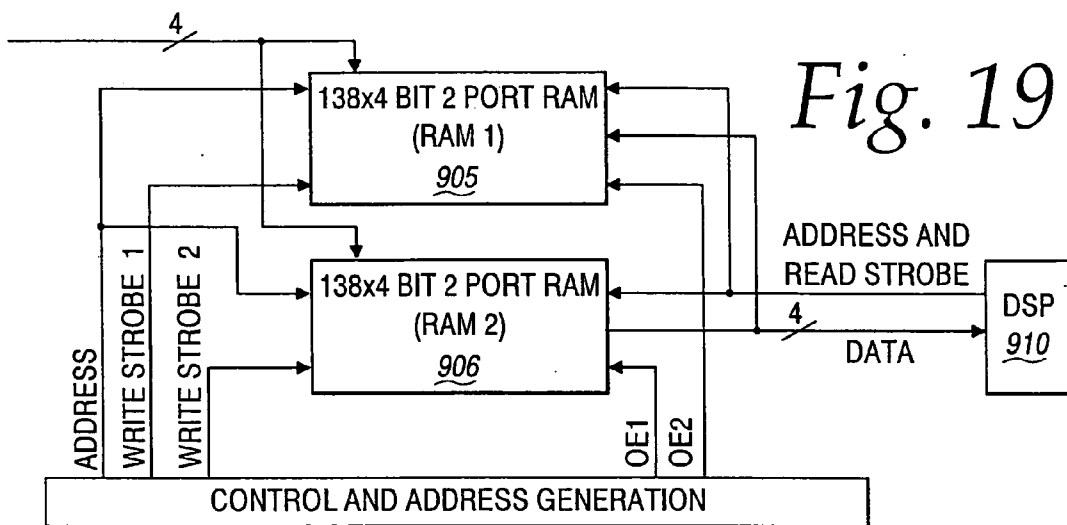 4
Fig. 19
138x4 BIT 2 PORT RAM
(RAM 1)
905
138x4 BIT 2 PORT RAM
(RAM 2)
906
ADDRESS AND
READ STROBE
4
DATA
DSP
910
ADDRESS
WRITE STROBE 1
WRITE STROBE 2
OE1
OE2
CONTROL AND ADDRESS GENERATION